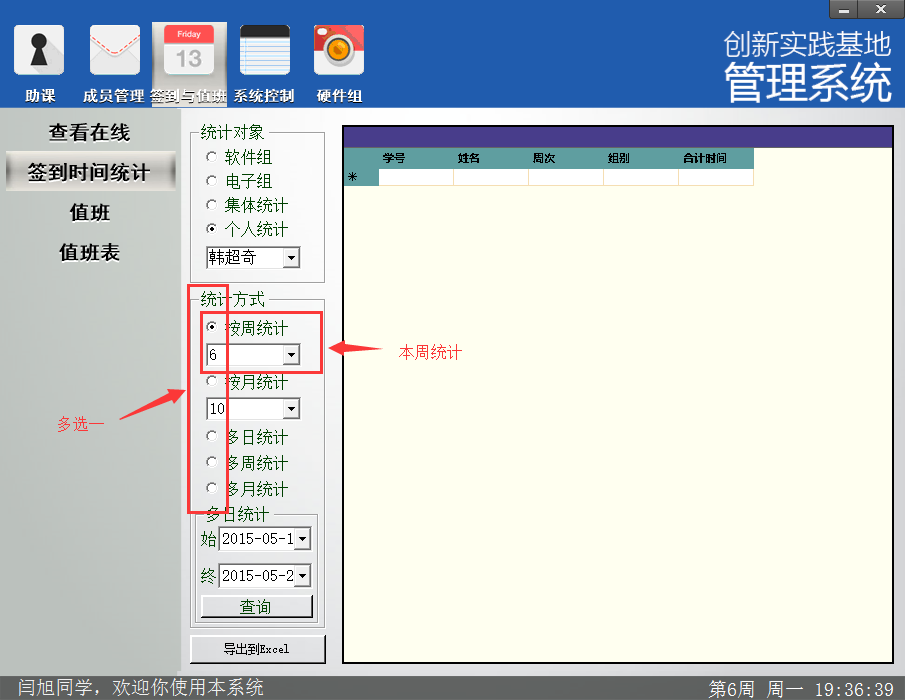 创新实践基地
管理系统
Friday
13
助课
成员管理
签到与值班
系统控制
硬件组
查看在线
签到时间统计
值班
值班表
统计对象
软件组
电子组
集体统计
个人统计
韩超奇
统计方式
按周统计
6
按月统计
10
多日统计
多周统计
多月统计
多日统计
始 2015-05-1
终 2015-05-2
查询
导出到Excel
学号 姓名 周次 组别 合计时间
本周统计
多选一
闫旭同学，欢迎你使用本系统
第6周 周一 19:36:39